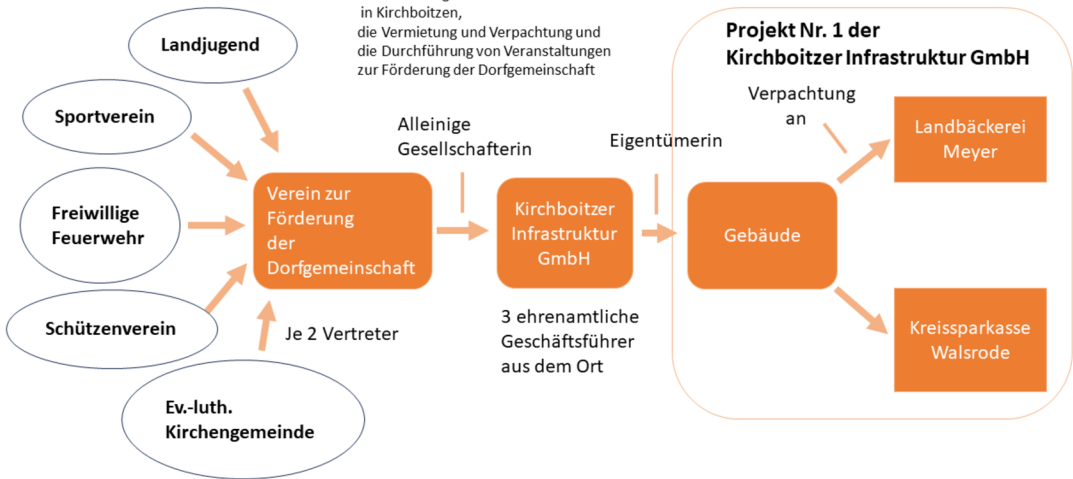 in Kirchboitzen,
die Vermietung und Verpachtung und
die Durchführung von Veranstaltungen
zur Förderung der Dorfgemeinschaft
Projekt Nr. 1 der
Kirchboitzer Infrastruktur GmbH
Landjugend
Sportverein
Freiwillige
Feuerwehr
Schützenverein
Ev.-luth.
Kirchengemeinde
Je 2 Vertreter
Verein zur
Förderung
der
Dorfgemeinschaft
Alleinige
Gesellschafterin
Kirchboitzer
Infrastruktur
GmbH
3 ehrenamtliche
Geschäftsführer
aus dem Ort
Eigentümerin
Gebäude
Verpachtung
an
Landbäckerei
Meyer
Kreissparkasse
Walsrode